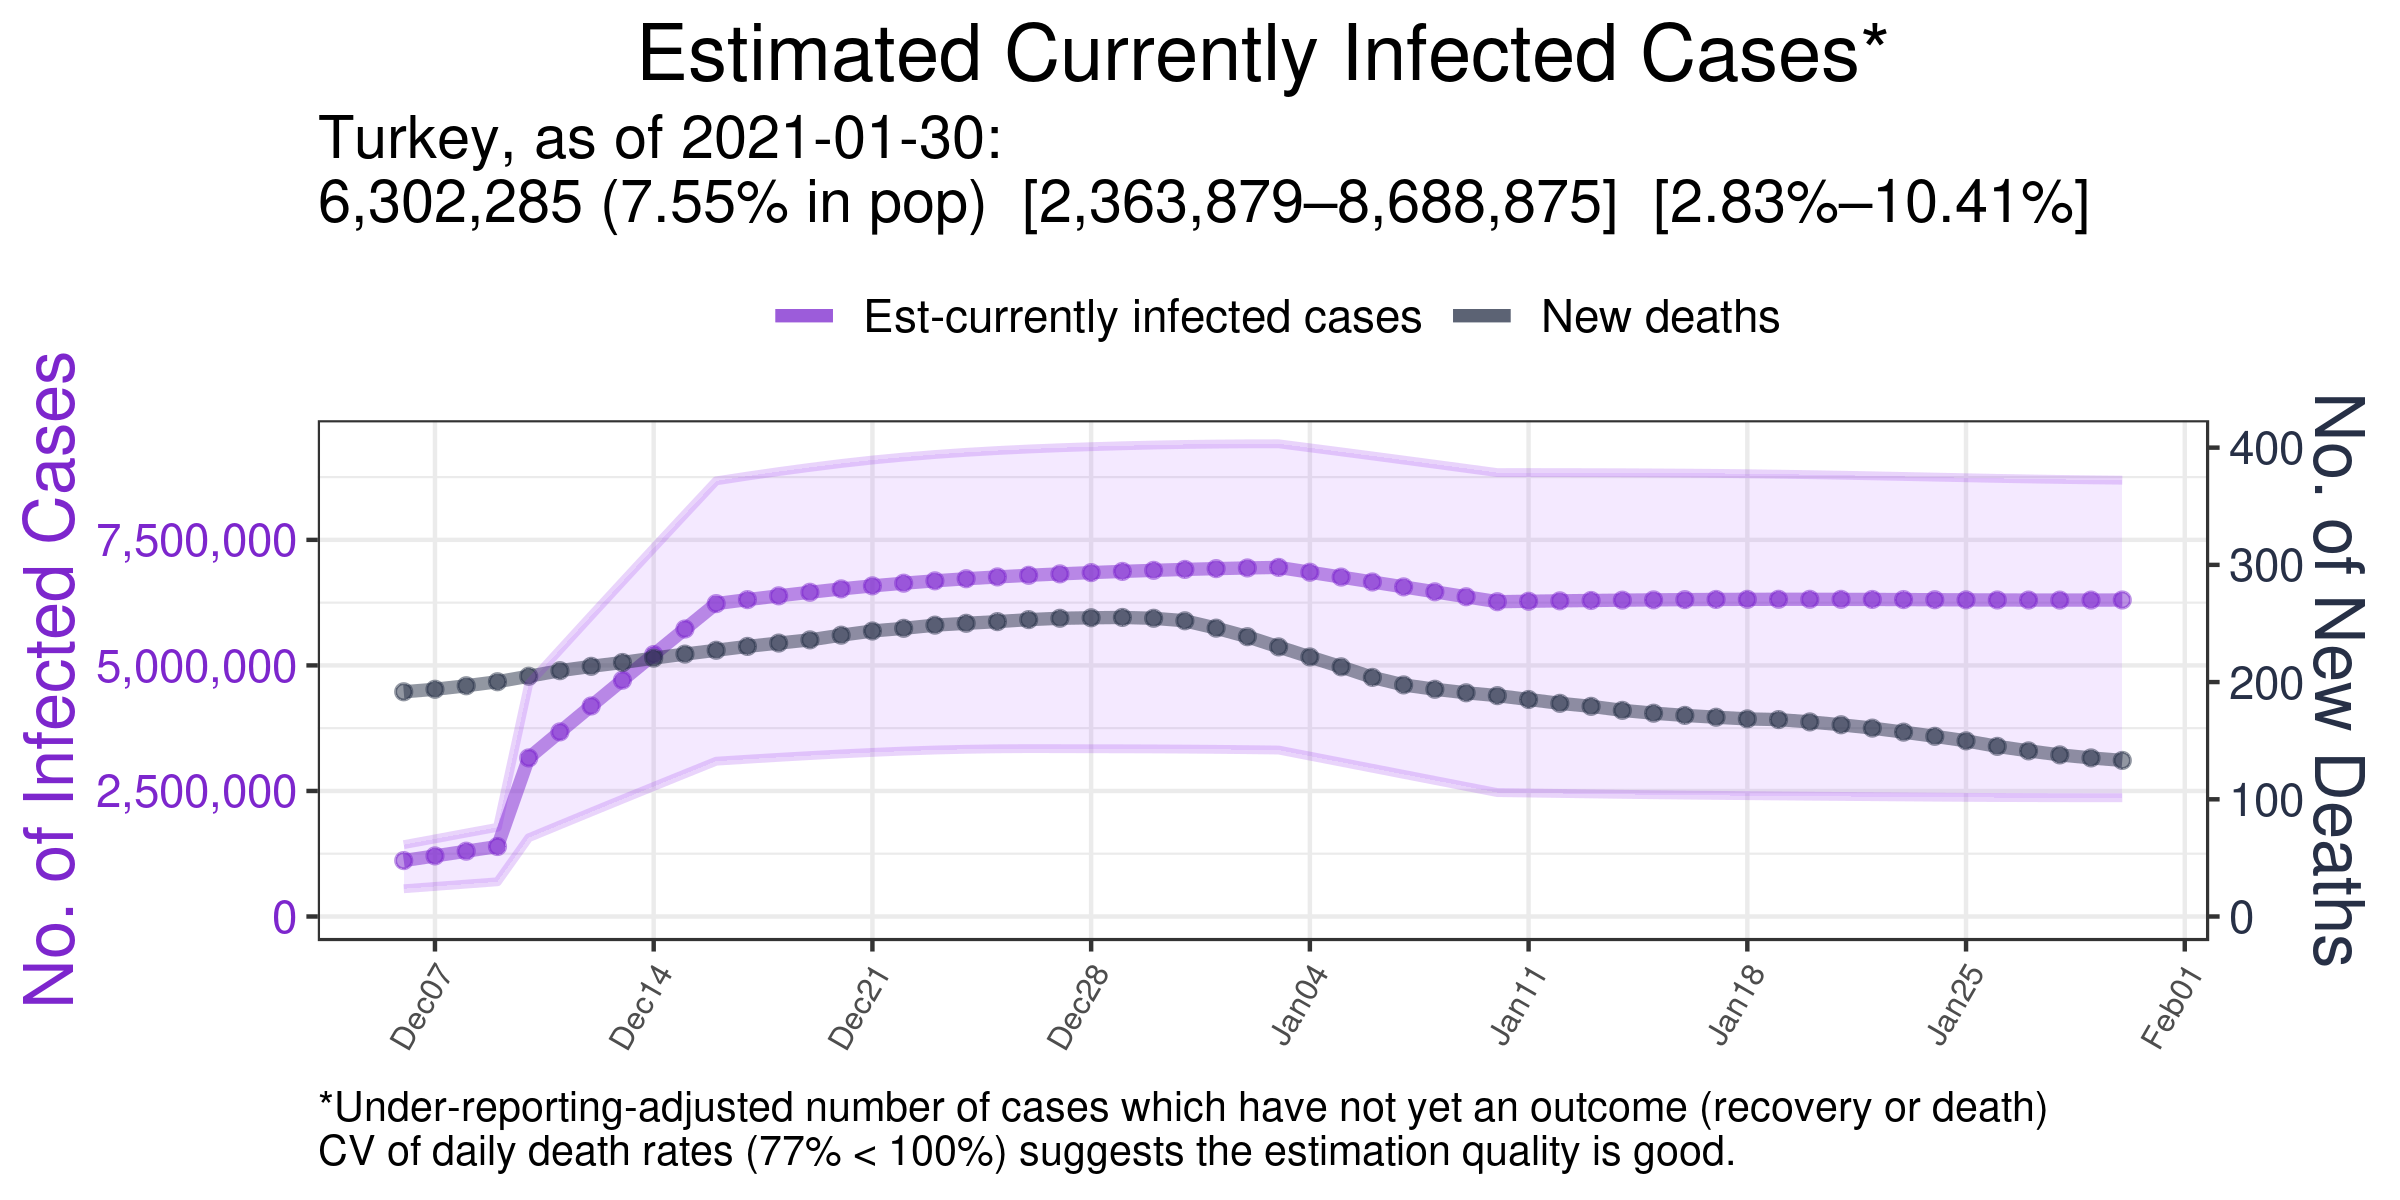 Estimated Currently Infected Cases*
Turkey, as of 2021-01-30:
6,302,285 (7.55% in pop) [2,363,879–8,688,875] [2.83%–10.41%]
Est-currently infected cases New deaths
No. of Infected Cases
7,500,000
5,000,000
2,500,000
0
400
300
200
100
0
No. of New Deaths
Dec07 Dec14 Dec21 Dec28 Jan04 Jan11 Jan18 Jan25 Feb01
*Under-reporting-adjusted number of cases which have not yet an outcome (recovery or death)
CV of daily death rates (77% < 100%) suggests the estimation quality is good.